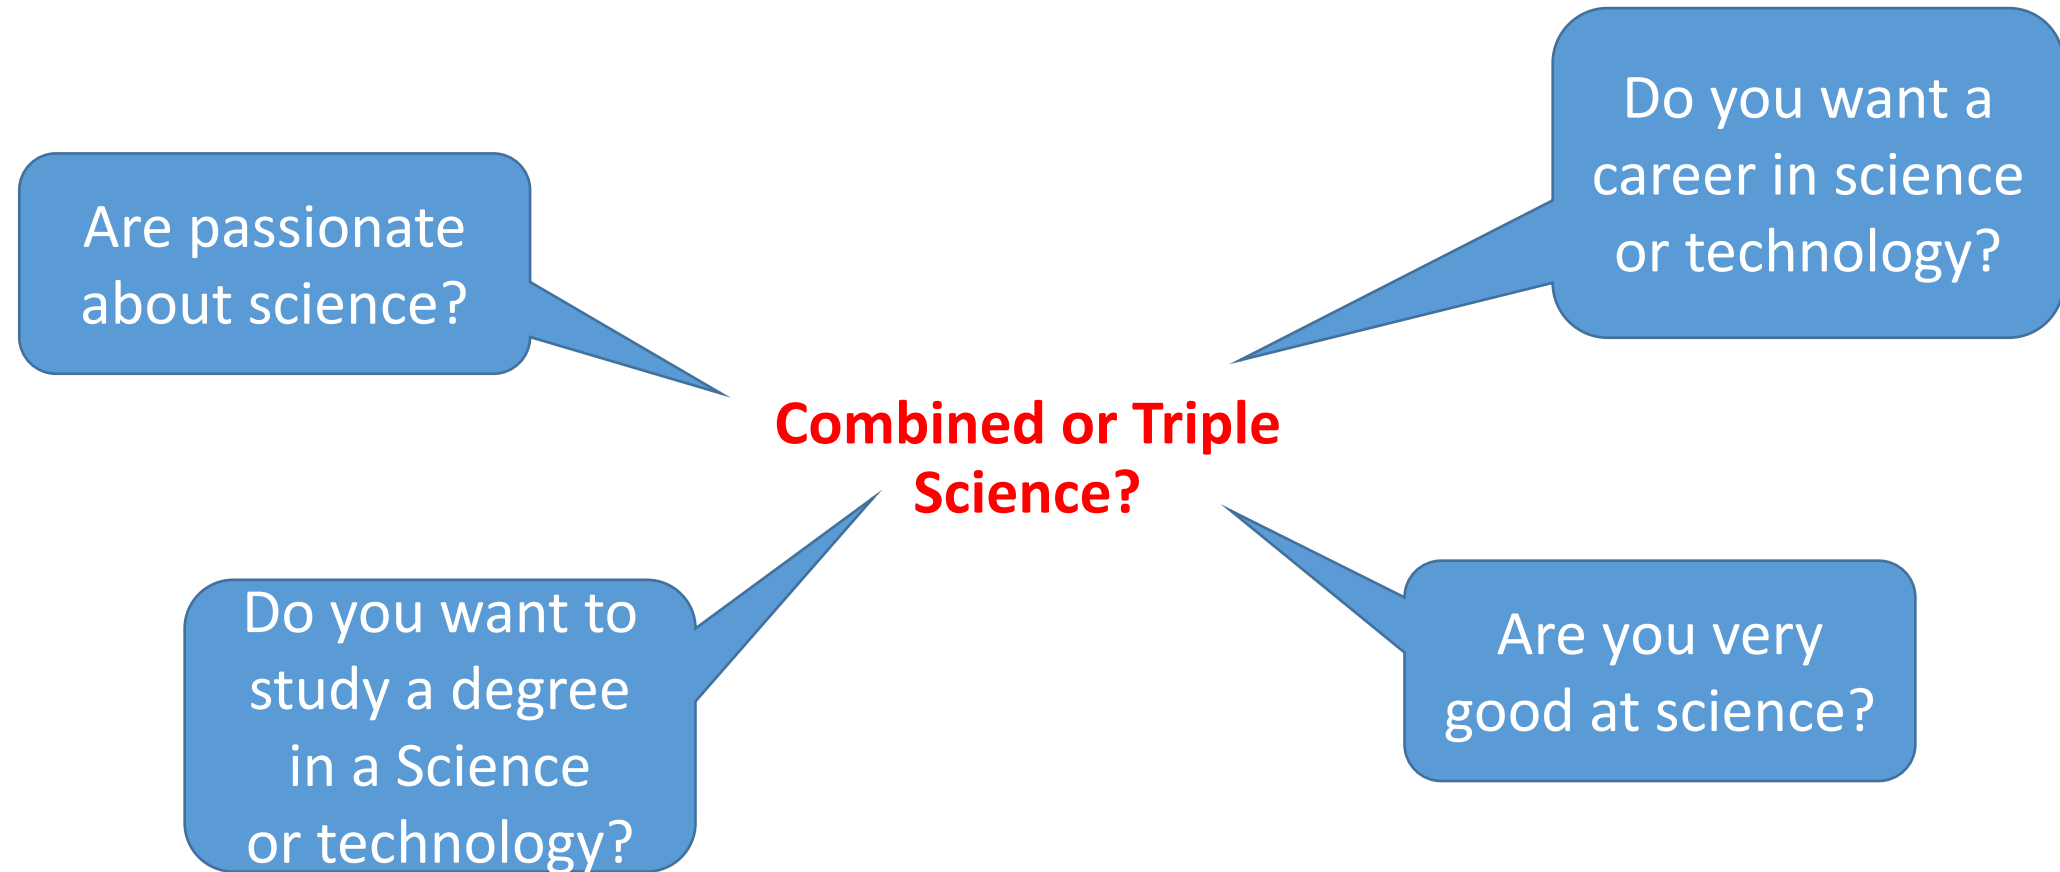 Are passionate
about science?
Do you want a
career in science
or technology?
Combined or Triple
Science?
Do you want to
study a degree
in a Science
or technology?
Are you very
good at science?